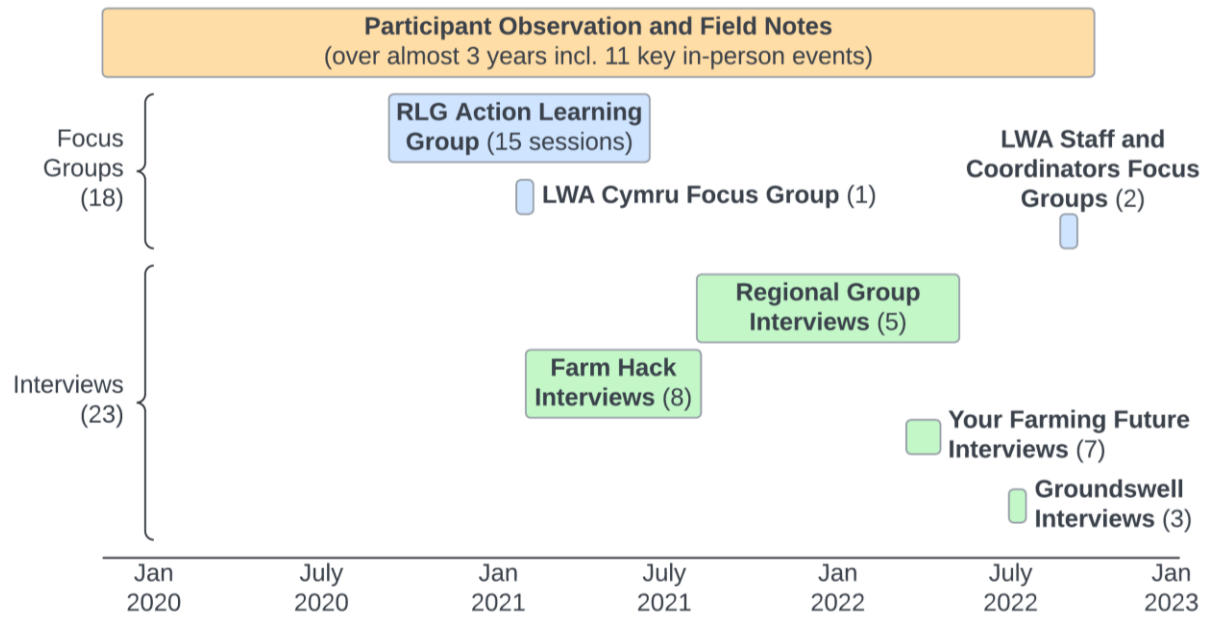 Participant Observation and Field Notes
(over almost 3 years incl. 11 key in-person events)
Focus
Groups
(18)
RLG Action Learning
Group (15 sessions)
LWA Cymru Focus Group (1)
LWA Staff and
Coordinators Focus
Groups (2)
Interviews
(23)
Regional Group
Interviews (5)
Farm Hack
Interviews (8)
Your Farming Future
Interviews (7)
Groundswell
Interviews (3)
Jan
2020
July
2020
Jan
2021
July
2021
Jan
2022
July
2022
Jan
2023